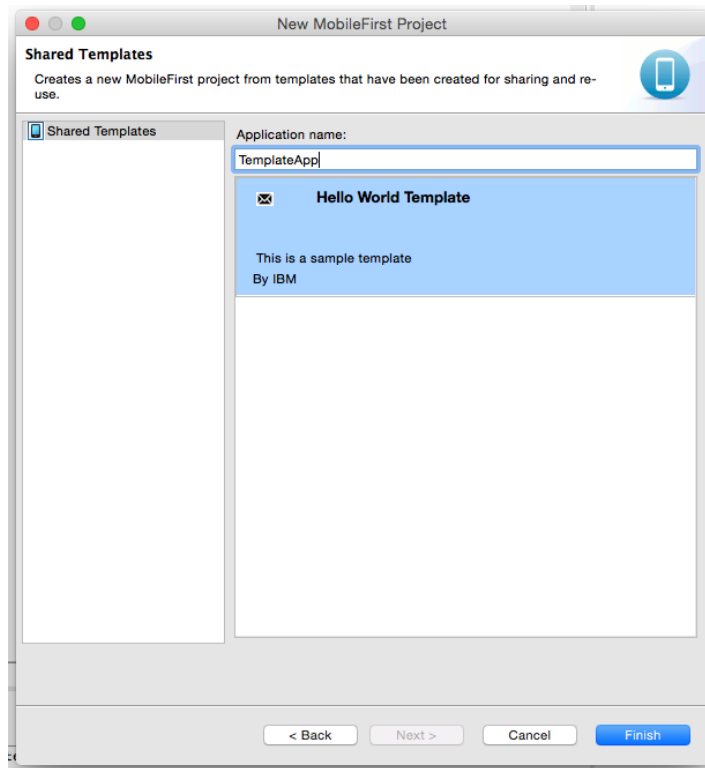 New MobileFirst Project
Shared Templates
Creates a new MobileFirst project from templates that have been created for sharing and re-
use.
Shared Templates
Application name:
TemplateApp
Hello World Template
This is a sample template
By IBM
< Back
Next >
Cancel
Finish